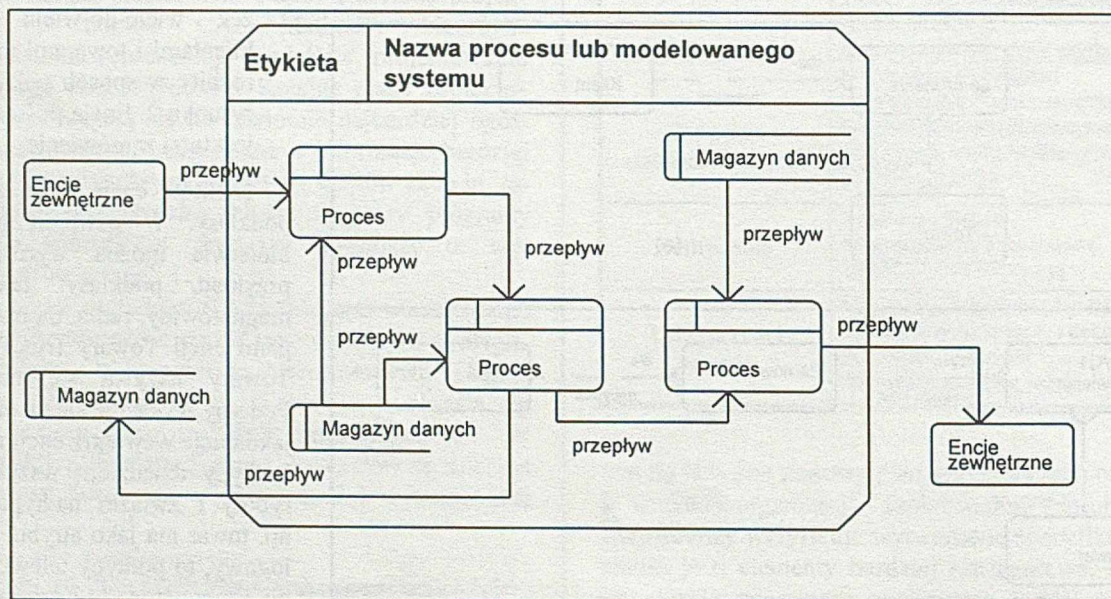 Etykieta
Nazwa procesu lub modelowanego
systemu
Encje
zewnętrzne
przepływ
Proces
Magazyn danych
przepływ
przepływ
przepływ
przepływ
Proces
Proces
przepływ
Magazyn danych
Magazyn danych
przepływ
przepływ
Encje
zewnętrzne